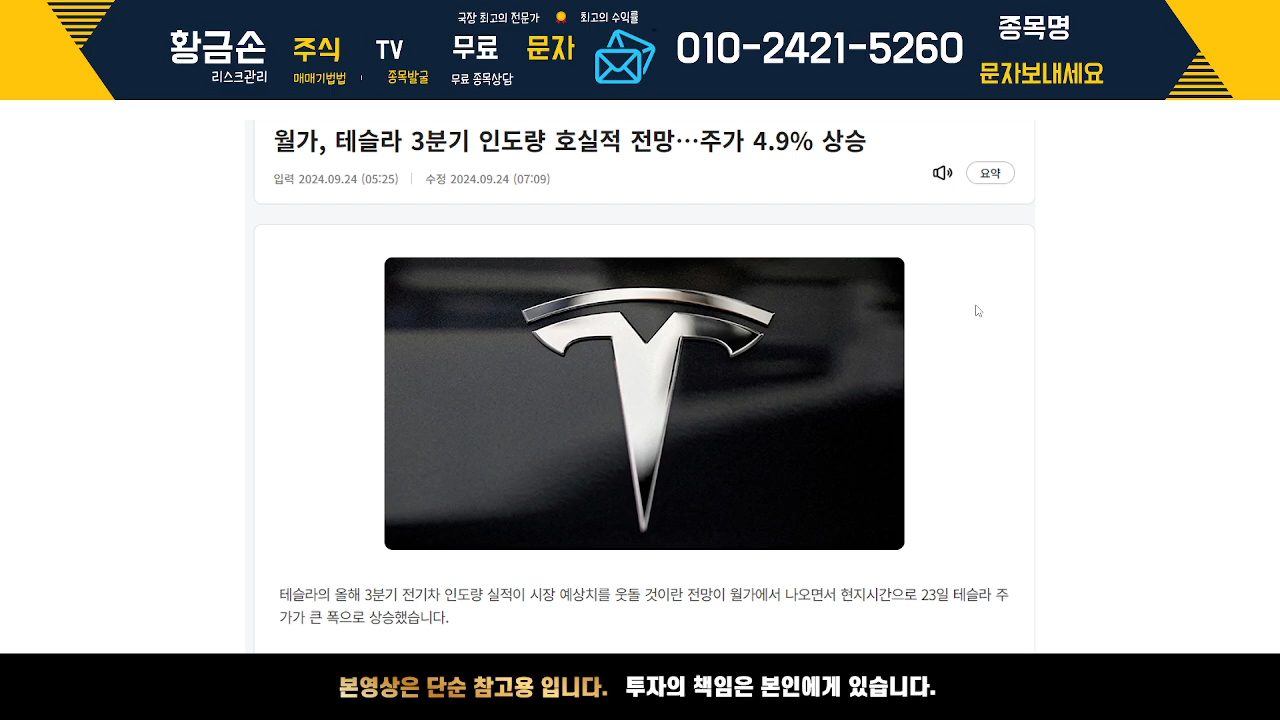 국장 최고의 전문가 최고의 수익률
황금손 주식 TV 무료 문자 010-2421-5260 종목명
리스크관리 매매기법법 종목발굴 무료 종목상담 문자보내세요
월가, 테슬라 3분기 인도량 호실적 전망…주가 4.9% 상승
입력 2024.09.24 (05:25) 수정 2024.09.24 (07:09)
요약
테슬라의 올해 3분기 전기차 인도량 실적이 시장 예상치를 웃돌 것이란 전망이 월가에서 나오면서 현지시간으로 23일 테슬라 주
가가 큰 폭으로 상승했습니다.
본영상은 단순 참고용 입니다. 투자의 책임은 본인에게 있습니다.